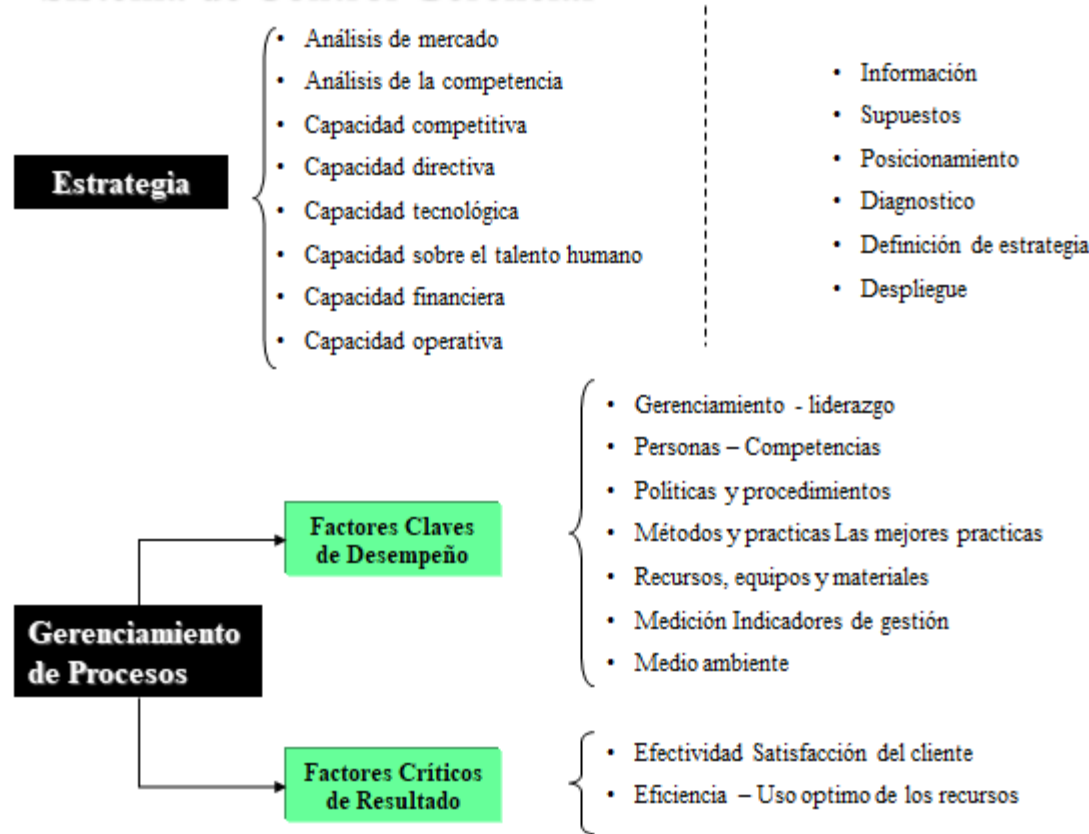 Estrategia
• Análisis de mercado
• Análisis de la competencia
• Capacidad competitiva
• Capacidad directiva
• Capacidad tecnológica
• Capacidad sobre el talento humano
• Capacidad financiera
• Capacidad operativa
• Información
• Supuestos
• Posicionamiento
• Diagnostico
• Definición de estrategia
• Despliegue
Gerenciamiento
de Procesos
Factores Claves
de Desempeño
• Gerenciamiento - liderazgo
• Personas – Competencias
• Politicas y procedimientos
• Métodos y practicas Las mejores practicas
• Recursos, equipos y materiales
• Medición Indicadores de gestión
• Medio ambiente
Factores Críticos
de Resultado
• Efectividad Satisfacción del cliente
• Eficiencia – Uso optimo de los recursos